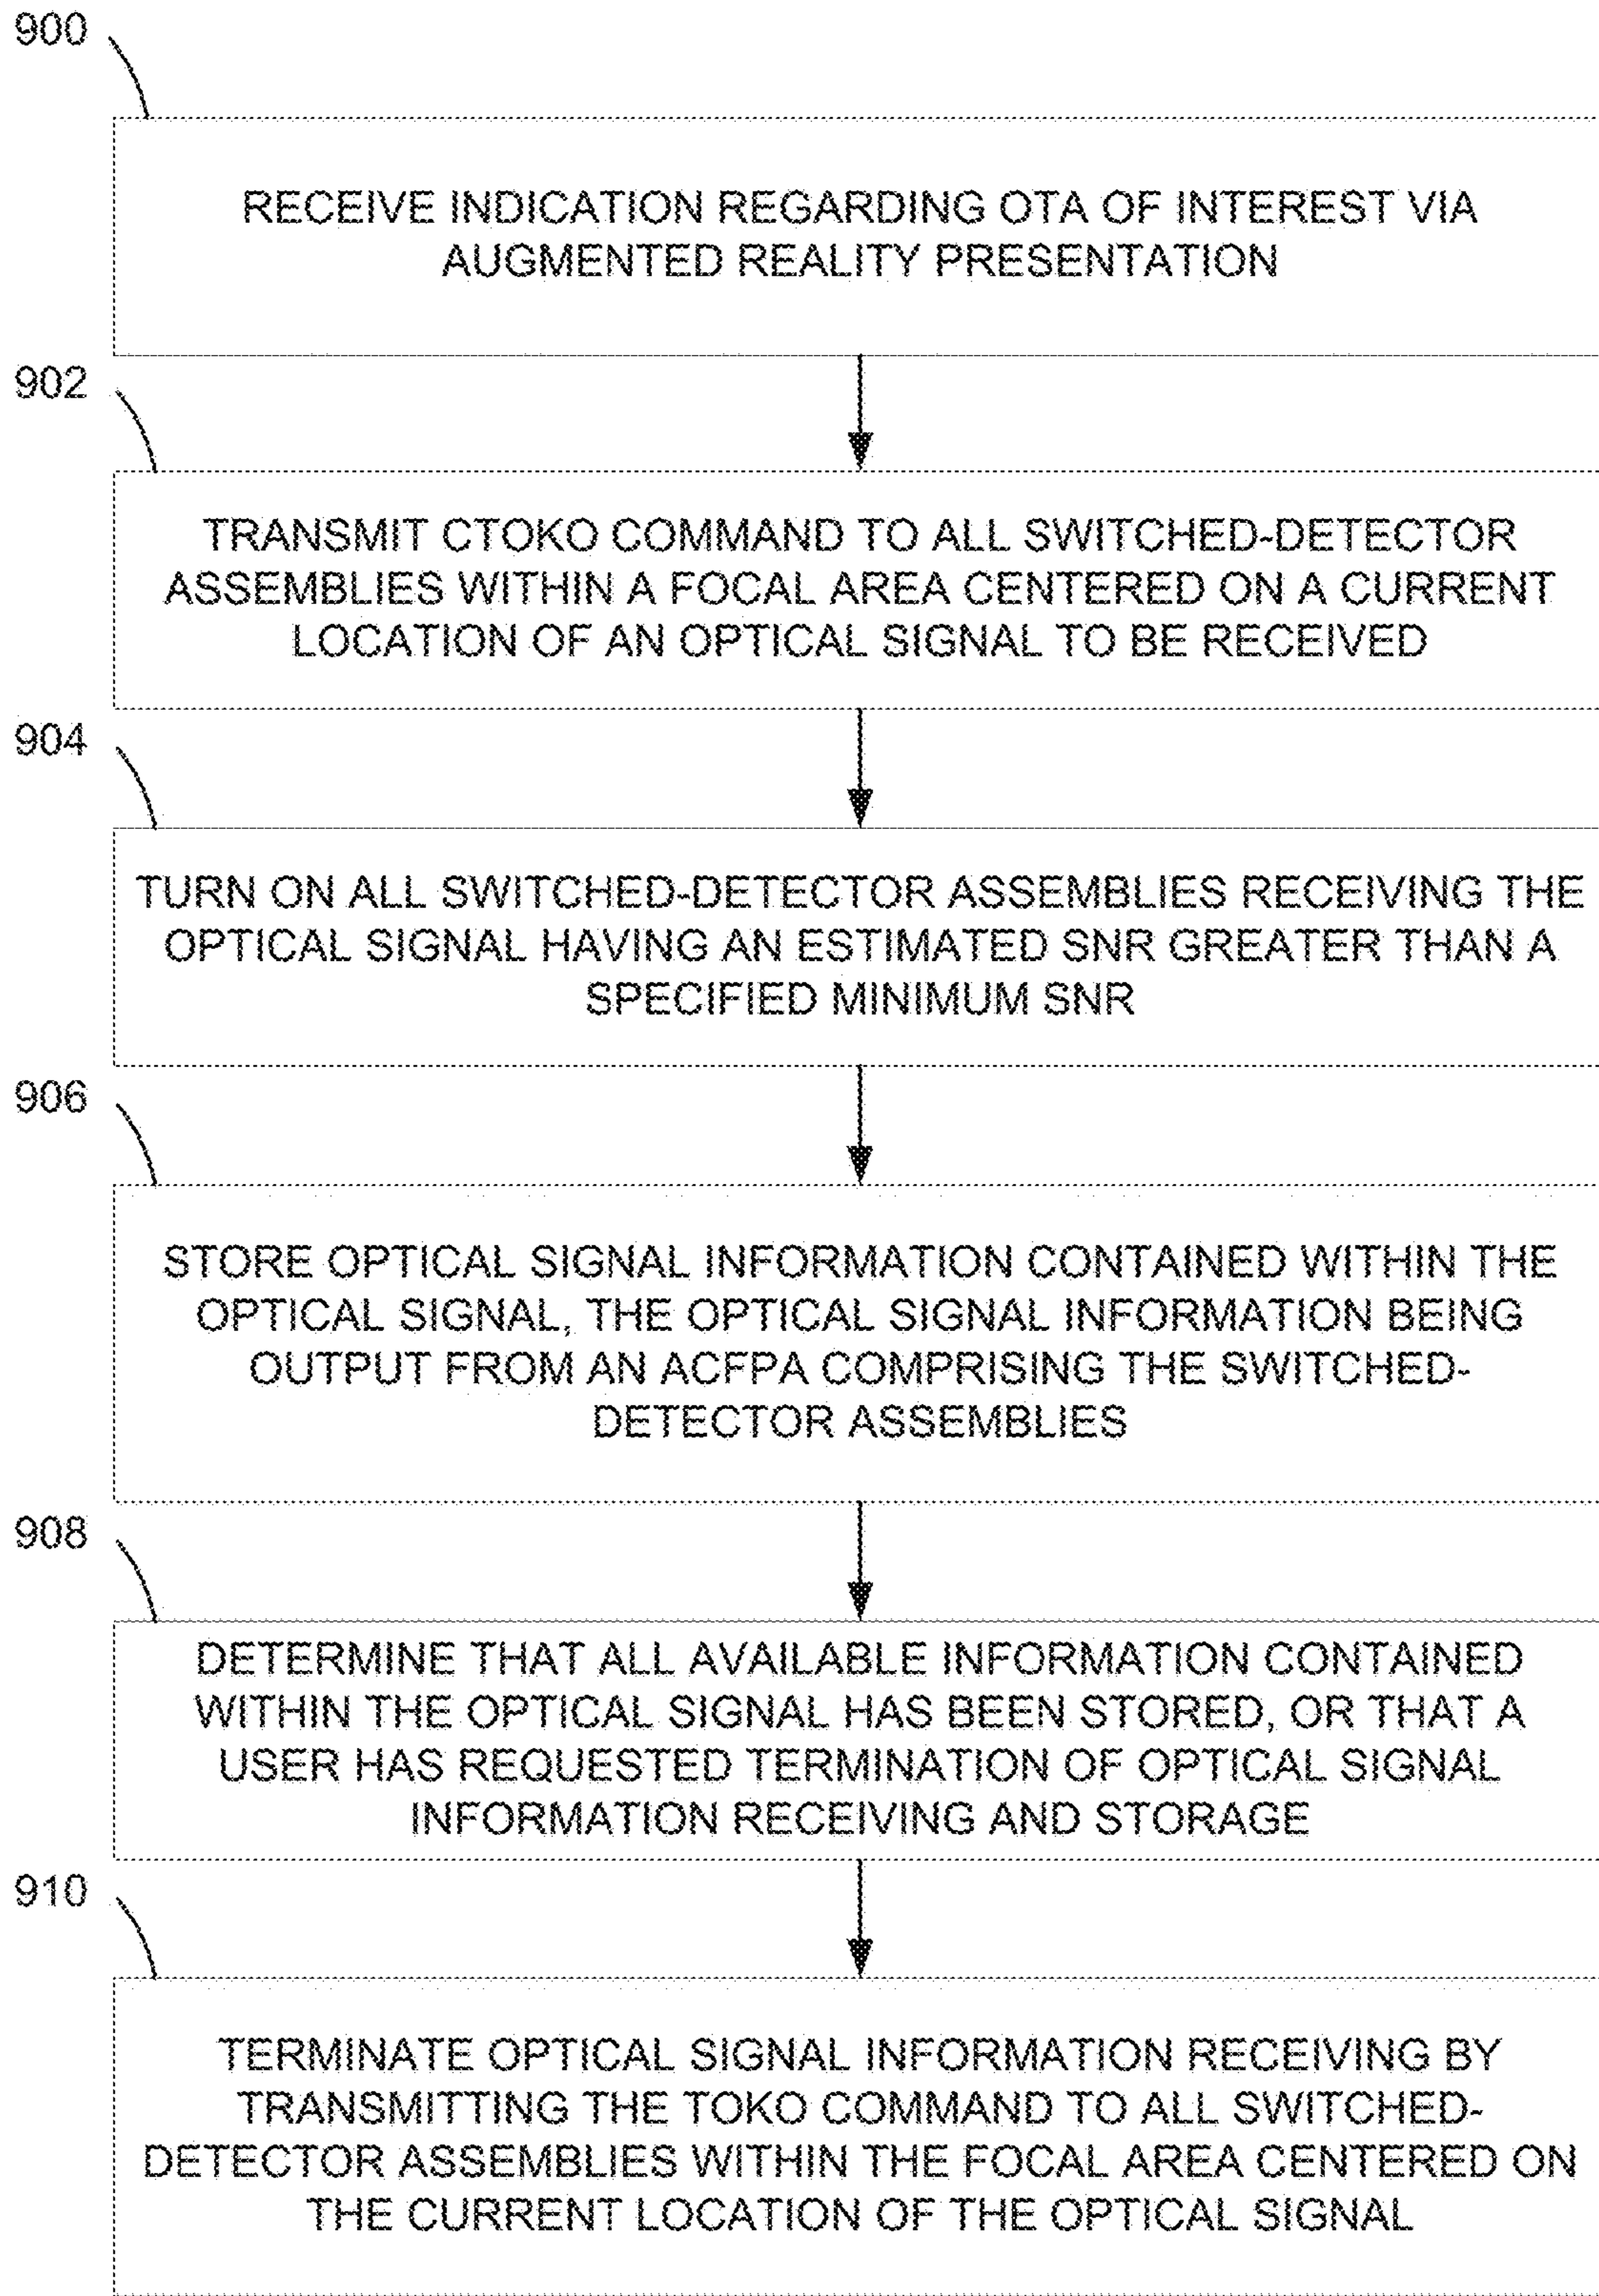 900
RECEIVE INDICATION REGARDING OTA OF INTEREST VIA
AUGMENTED REALITY PRESENTATION
902
TRANSMIT CTOKO COMMAND TO ALL SWITCHED-DETECTOR
ASSEMBLIES WITHIN A FOCAL AREA CENTERED ON A CURRENT
LOCATION OF AN OPTICAL SIGNAL TO BE RECEIVED
904
TURN ON ALL SWITCHED-DETECTOR ASSEMBLIES RECEIVING THE
OPTICAL SIGNAL HAVING AN ESTIMATED SNR GREATER THAN A
SPECIFIED MINIMUM SNR
906
STORE OPTICAL SIGNAL INFORMATION CONTAINED WITHIN THE
OPTICAL SIGNAL, THE OPTICAL SIGNAL INFORMATION BEING
OUTPUT FROM AN ACFPA COMPRISING THE SWITCHED-
DETECTOR ASSEMBLIES
908
DETERMINE THAT ALL AVAILABLE INFORMATION CONTAINED
WITHIN THE OPTICAL SIGNAL HAS BEEN STORED, OR THAT A
USER HAS REQUESTED TERMINATION OF OPTICAL SIGNAL
INFORMATION RECEIVING AND STORAGE
910
TERMINATE OPTICAL SIGNAL INFORMATION RECEIVING BY
TRANSMITTING THE TOKO COMMAND TO ALL SWITCHED-
DETECTOR ASSEMBLIES WITHIN THE FOCAL AREA CENTERED ON
THE CURRENT LOCATION OF THE OPTICAL SIGNAL